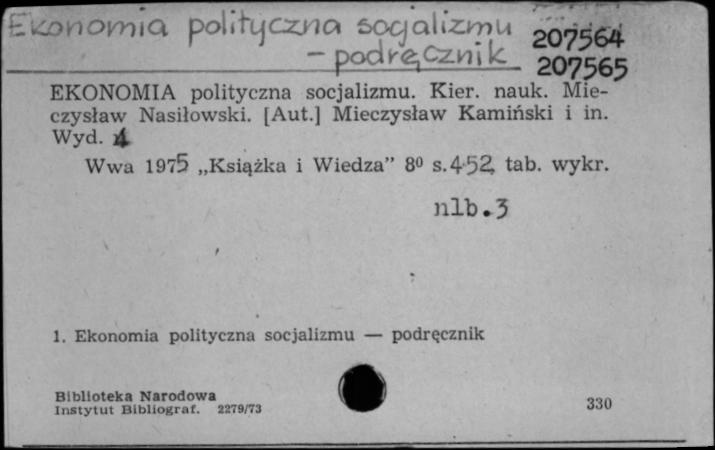 Ekonomia polityczna socjalizmu
– podręcznik
207564
207565
EKONOMIA polityczna socjalizmu. Kier. nauk. Mie-
czysław Nasiłowski. [Aut.] Mieczysław Kamiński i in.
Wyd. 4
Wwa 1975 „Książka i Wiedza” 8⁰ s. 452, tab. wykr.
nlb. 3
1. Ekonomia polityczna socjalizmu — podręcznik
Biblioteka Narodowa
Instytut Bibliograf. 2279/73
330